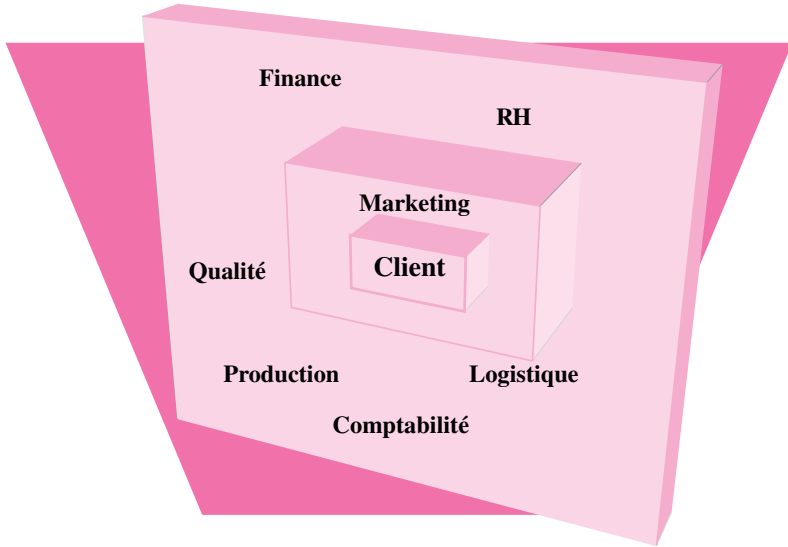 Finance
RH
Marketing
Client
Qualité
Production
Logistique
Comptabilité